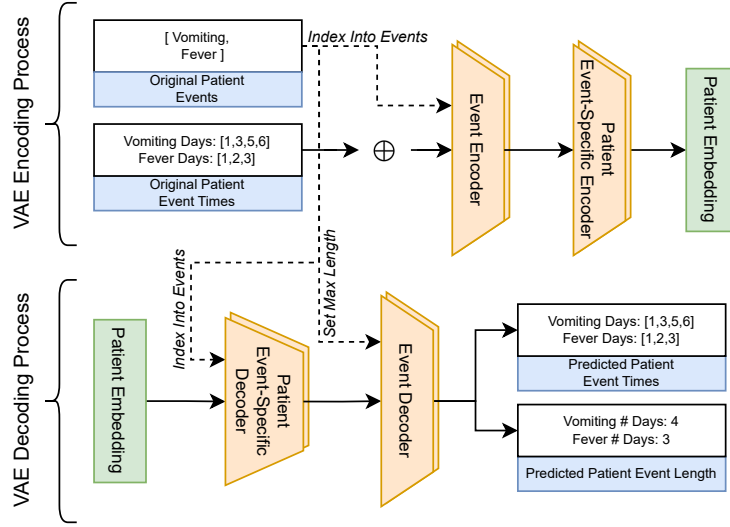 VAE Encoding Process
[ Vomiting,
Fever ]
Original Patient
Events
Index Into Events
Vomiting Days: [1,3,5,6]
Fever Days: [1,2,3]
Original Patient
Event Times
⊕
Event Encoder
Patient
Event-Specific
Encoder
Patient Embedding
VAE Decoding Process
Patient Embedding
Index Into Events
Patient
Event-Specific
Decoder
Set Max Length
Event Decoder
Vomiting Days: [1,3,5,6]
Fever Days: [1,2,3]
Predicted Patient
Event Times
Vomiting # Days: 4
Fever # Days: 3
Predicted Patient Event Length